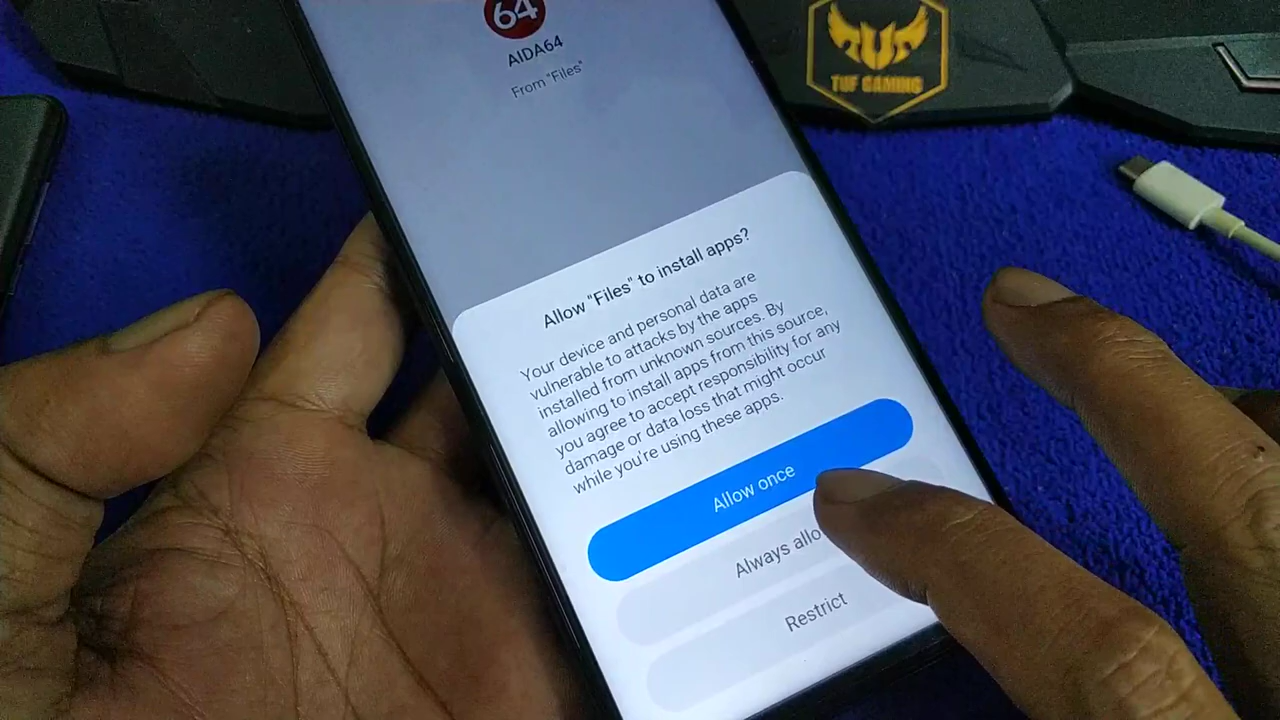 64
AIDA64
From "Files"
TUF GAMING
Allow "Files" to install apps?
Your device and personal data are
vulnerable to attacks by the apps
installed from unknown sources. By
allowing to install apps from this source,
you agree to accept responsibility for any
damage or data loss that might occur
while you're using these apps.
Allow once
Always allo
Restrict